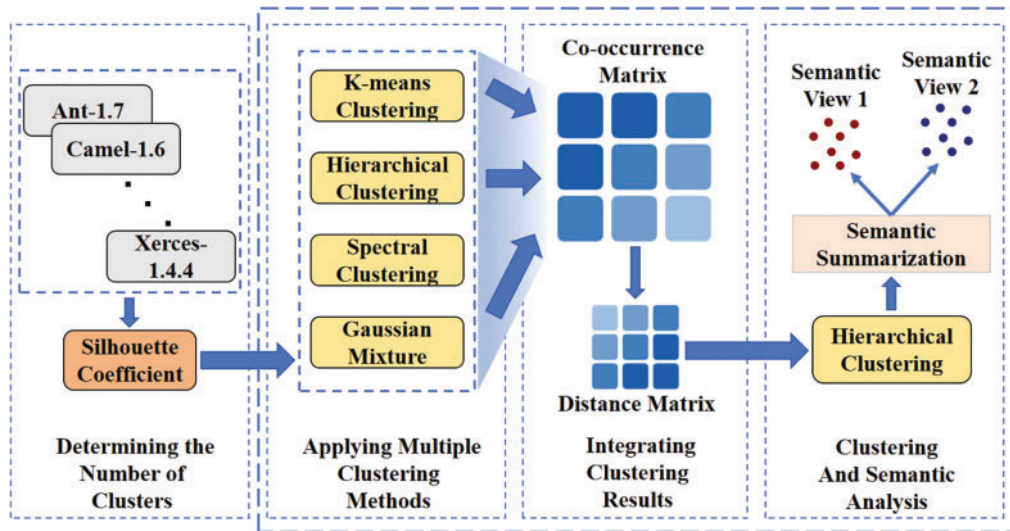 Ant-1.7
Camel-1.6
Xerces-
1.4.4
Silhouette
Coefficient
Determining the
Number of
Clusters
K-means
Clustering
Hierarchical
Clustering
Spectral
Clustering
Gaussian
Mixture
Applying Multiple
Clustering
Methods
Co-occurrence
Matrix
Distance Matrix
Integrating
Clustering
Results
Semantic
View 1
Semantic
View 2
Semantic
Summarization
Hierarchical
Clustering
Clustering
And Semantic
Analysis